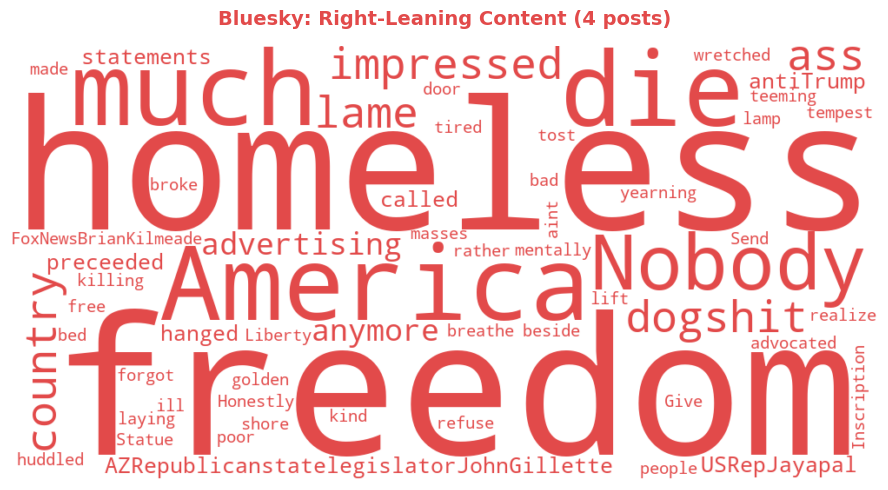 Bluesky: Right-Leaning Content (4 posts)
made statements much impressed door die wretched ass
antiTrump
teeming
lame tired tost lamp tempest
homeless
broke called bad yearning
aint
FoxNewsBrianKilmeade advertising masses rather mentally Nobody Send
preceeded
killing America
free lift
country bed hanged Liberty anymore breathe beside dogshit realize
advocated
freedom
forgot golden
ill Honestly kind Give Inscription
laying shore refuse
Statue poor
huddled AZRepublicanstatelegislatorJohnGillette people USRepJayapal